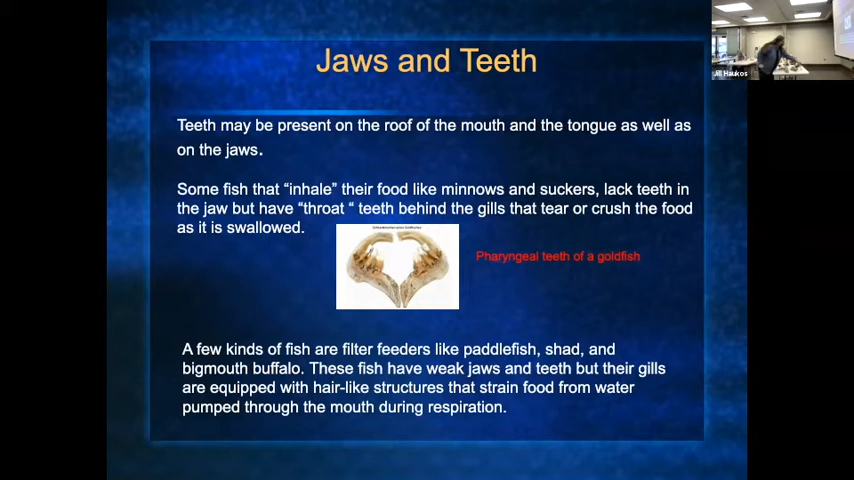 Jaws and Teeth
Jill Haukos
Teeth may be present on the roof of the mouth and the tongue as well as
on the jaws.
Some fish that “inhale” their food like minnows and suckers, lack teeth in
the jaw but have “throat “ teeth behind the gills that tear or crush the food
as it is swallowed.
Pharyngeal teeth of a goldfish
A few kinds of fish are filter feeders like paddlefish, shad, and
bigmouth buffalo. These fish have weak jaws and teeth but their gills
are equipped with hair-like structures that strain food from water
pumped through the mouth during respiration.